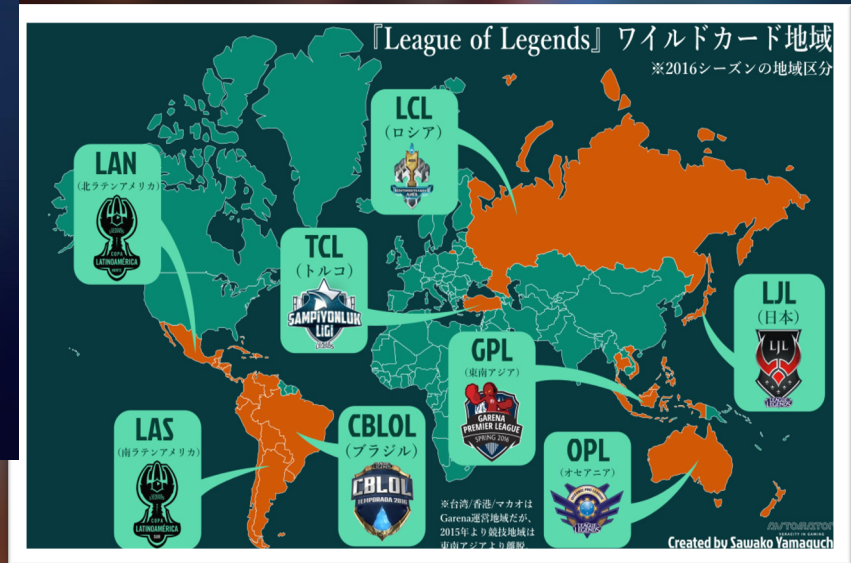 『League of Legends』ワイルドカード地域
※2016シーズンの地域区分
LCL
(ロシア)
LAN
(北ラテンアメリカ)
COPA
LATINOAMÉRICA
TCL
(トルコ)
ŞAMPİYONLUK
LİGİ
LJL
(日本)
LJL
GPL
(東南アジア)
GARENA
PREMIER LEAGUE
SPRING 2016
LAS
(南ラテンアメリカ)
COPA
LATINOAMÉRICA
SUR
CBLOL
(ブラジル)
CBLOL
TEMPORADA 2016
OPL
(オセアニア)
※台湾/香港/マカオは
Garena運営地域だが、
2015年より競技地域は
東南アジアより離脱。
AUTOMATON
Created by Sawako Yamaguch